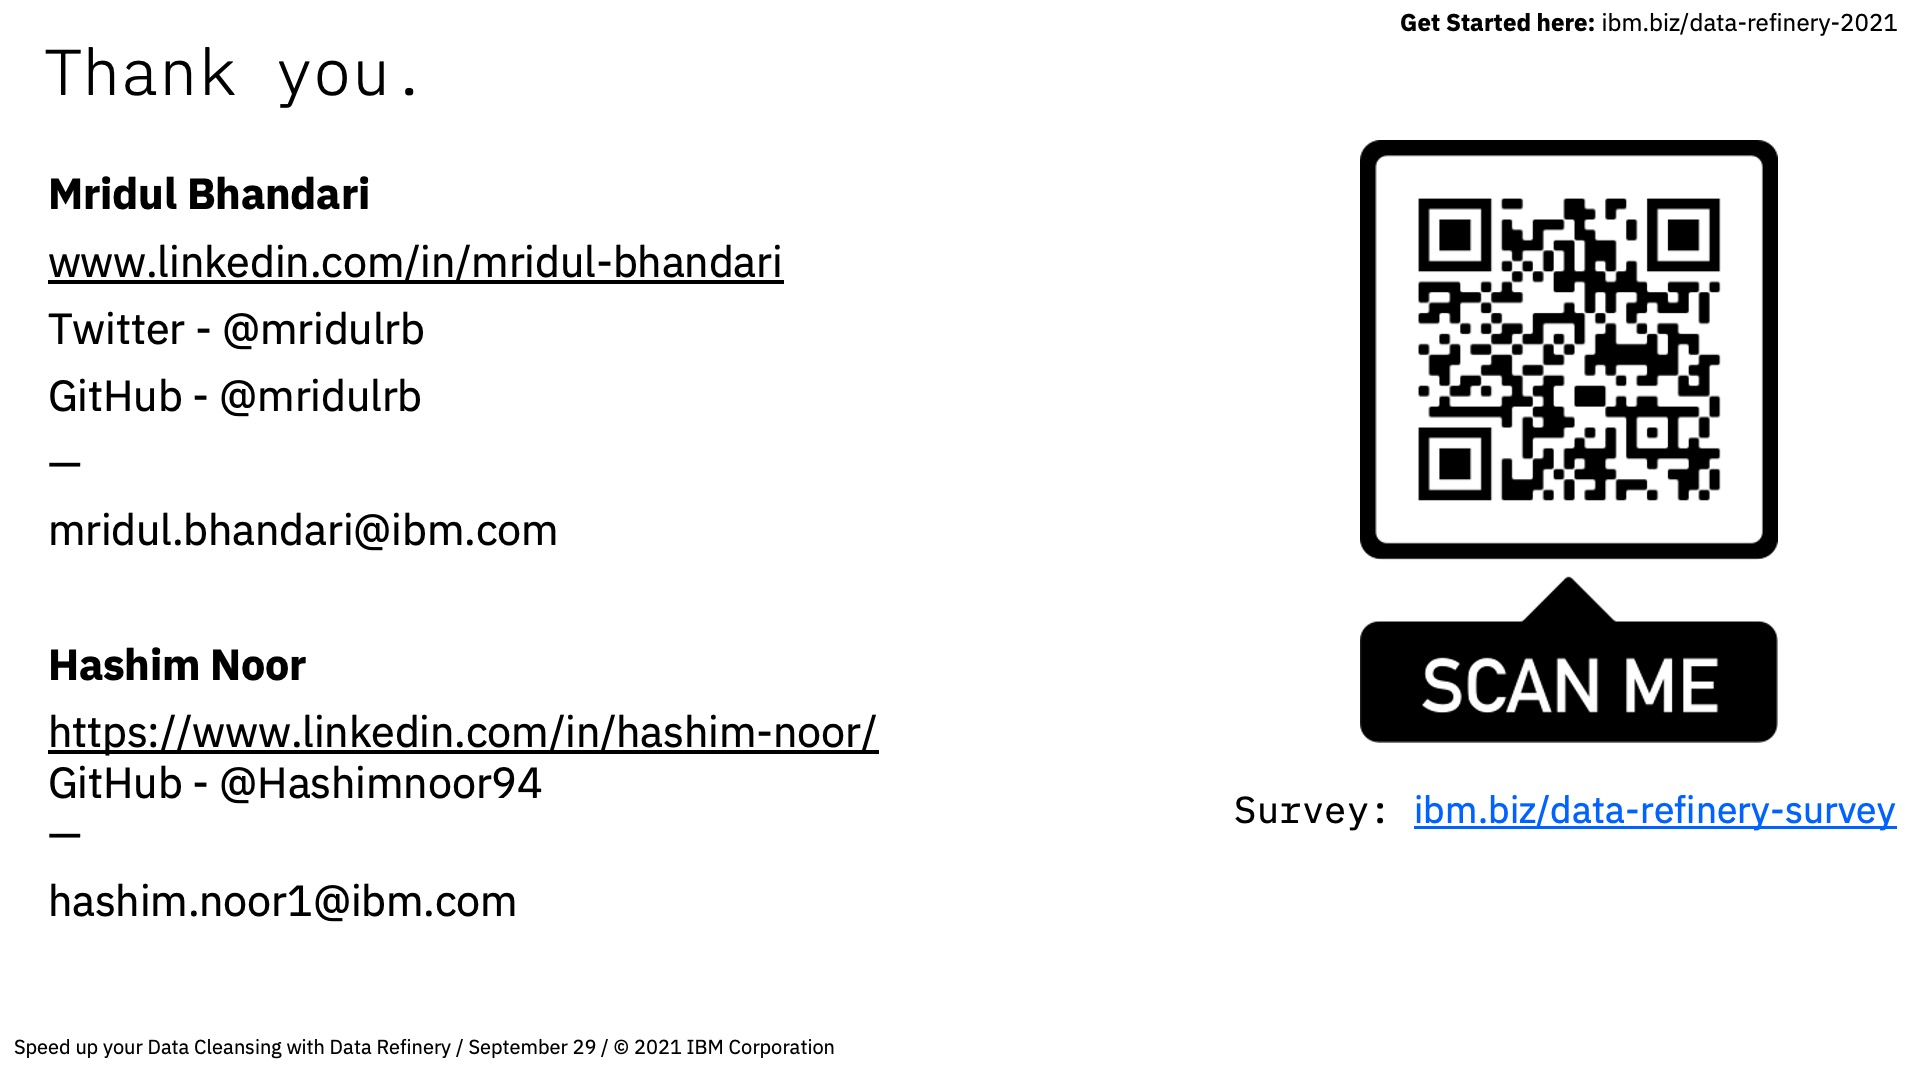 Get Started here: ibm.biz/data-refinery-2021
Thank you.
Mridul Bhandari
www.linkedin.com/in/mridul-bhandari
Twitter - @mridulrb
GitHub - @mridulrb
—
mridul.bhandari@ibm.com
Hashim Noor
https://www.linkedin.com/in/hashim-noor/
GitHub - @Hashimnoor94
—
hashim.noor1@ibm.com
SCAN ME
Survey: ibm.biz/data-refinery-survey
Speed up your Data Cleansing with Data Refinery / September 29 / © 2021 IBM Corporation